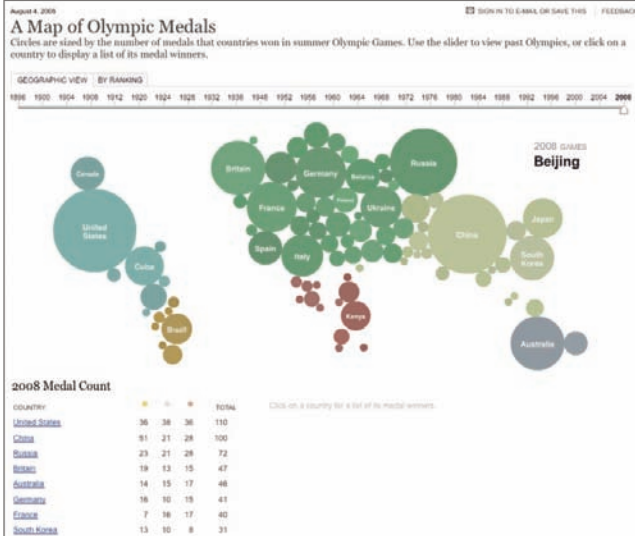 August 4, 2008
SIGN IN TO E-MAIL OR SAVE THIS
FEEDBAC
A Map of Olympic Medals
Circles are sized by the number of medals that countries won in summer Olympic Games. Use the slider to view past Olympics, or click on a
country to display a list of its medal winners.
GEOGRAPHIC VIEW BY RANKING
1896 1900 1904 1908 1912 1920 1924 1928 1932 1936 1948 1952 1956 1960 1964 1968 1972 1976 1980 1984 1988 1992 1996 2000 2004 2008
2008 GAMES
Beijing
Canada
United
States
Cuba
Brazil
Britain
Germany
Belarus
Russia
France
Poland
Ukraine
Spain
Italy
Kenya
China
Japan
South
Korea
Australia
2008 Medal Count
COUNTRY TOTAL
Click on a country for a list of its medal winners.
United States 36 38 36 110
China 51 21 28 100
Russia 23 21 28 72
Britain 19 13 15 47
Australia 14 15 17 46
Germany 16 10 15 41
France 7 16 17 40
South Korea 13 10 8 31